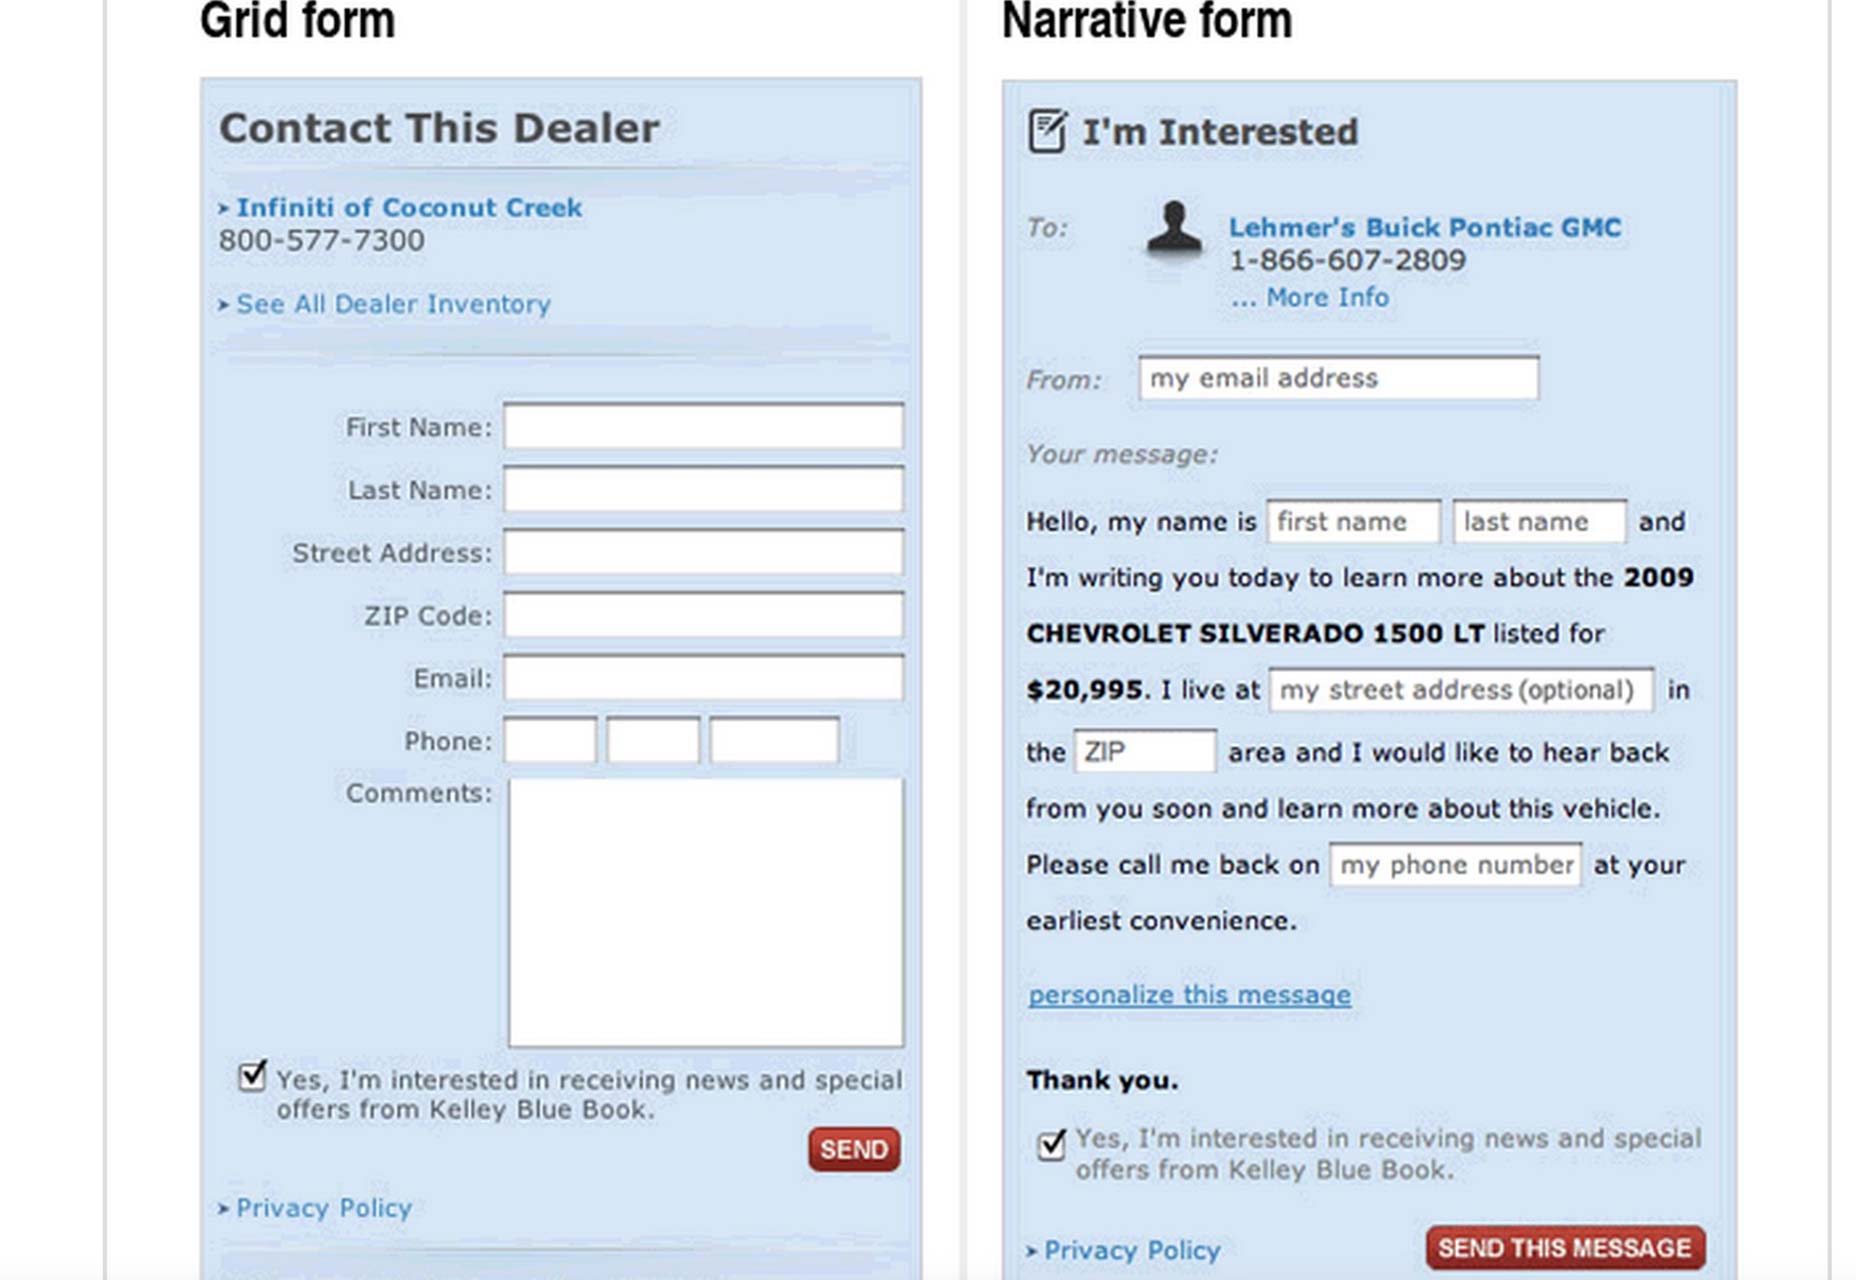 Grid form
Contact This Dealer
Infiniti of Coconut Creek
800-577-7300
See All Dealer Inventory
First Name:
Last Name:
Street Address:
ZIP Code:
Email:
Phone:
Comments:
Yes, I'm interested in receiving news and special
offers from Kelley Blue Book.
SEND
Privacy Policy
Narrative form
I'm Interested
To:
Lehmer's Buick Pontiac GMC
1-866-607-2809
... More Info
From: my email address
Your message:
Hello, my name is first name last name and
I'm writing you today to learn more about the 2009
CHEVROLET SILVERADO 1500 LT listed for
$20,995. I live at my street address (optional) in
the ZIP area and I would like to hear back
from you soon and learn more about this vehicle.
Please call me back on my phone number at your
earliest convenience.
personalize this message
Thank you.
Yes, I'm interested in receiving news and special
offers from Kelley Blue Book.
Privacy Policy
SEND THIS MESSAGE